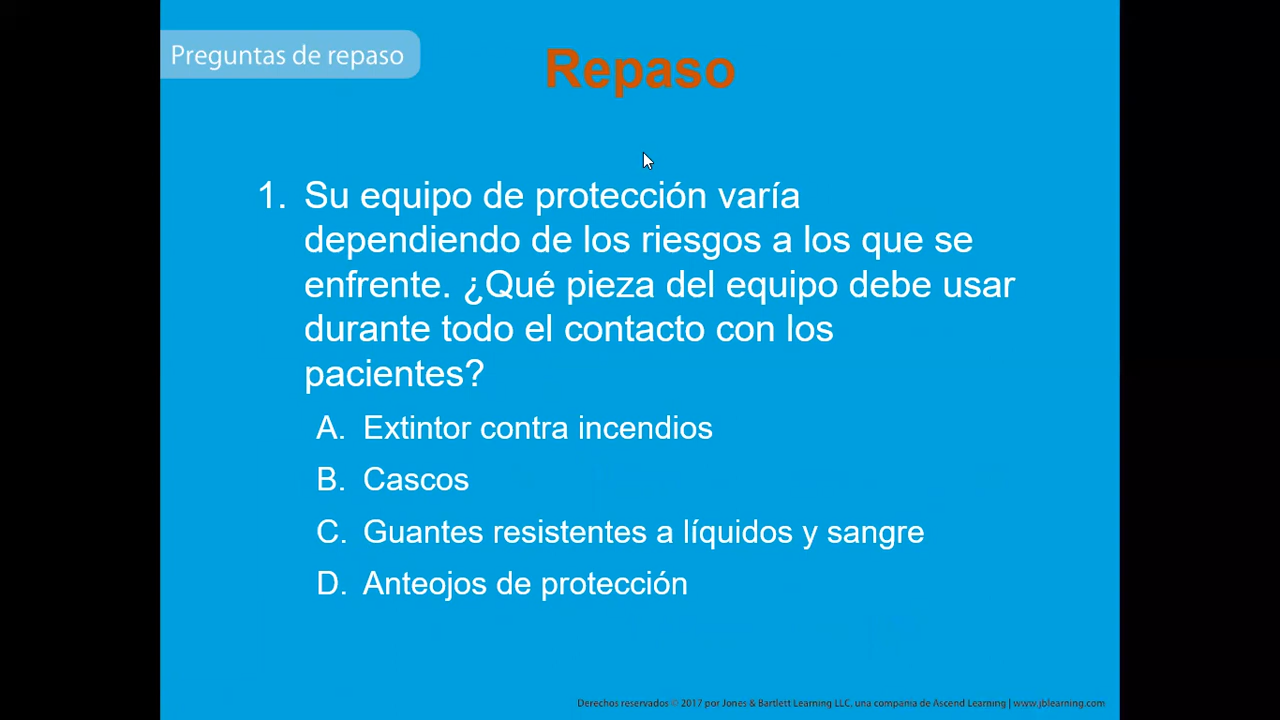 Preguntas de repaso
Repaso
1. Su equipo de protección varía
dependiendo de los riesgos a los que se
enfrente. ¿Qué pieza del equipo debe usar
durante todo el contacto con los
pacientes?
A. Extintor contra incendios
B. Cascos
C. Guantes resistentes a líquidos y sangre
D. Anteojos de protección
Derechos reservados © 2017 por Jones & Bartlett Learning LLC, una compania de Ascend Learning | www.jblearning.com